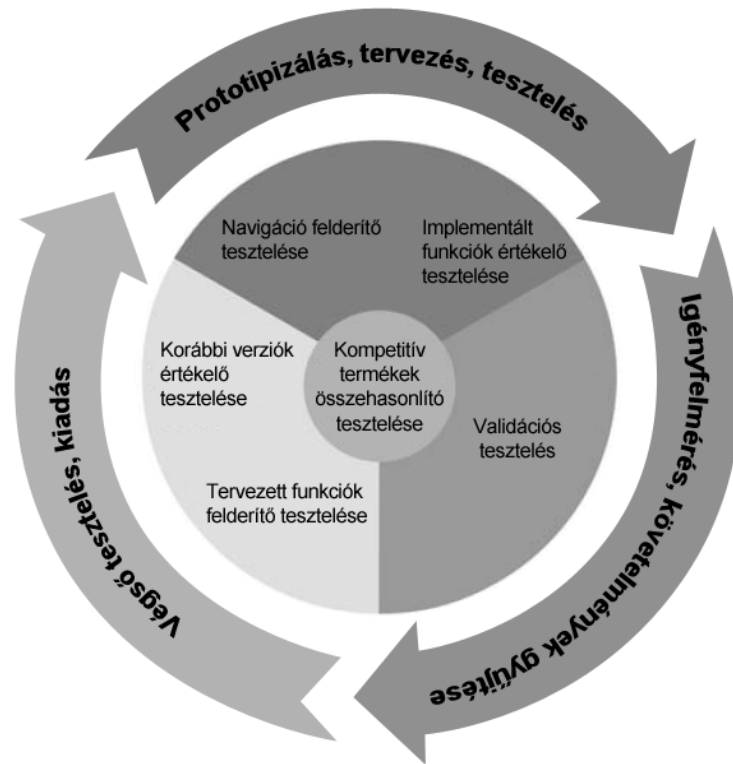 Prototipizálás, tervezés, tesztelés
Navigáció felderítő
tesztelése
Implementált
funkciók értékelő
tesztelése
Igényfelmérés, követelmények gyűjtése
Korábbi verziók
értékelő
tesztelése
Kompetitív
termékek
összehasonlító
tesztelése
Validációs
tesztelés
Tervezett funkciók
felderítő tesztelése
Végső tesztelés, kiadás